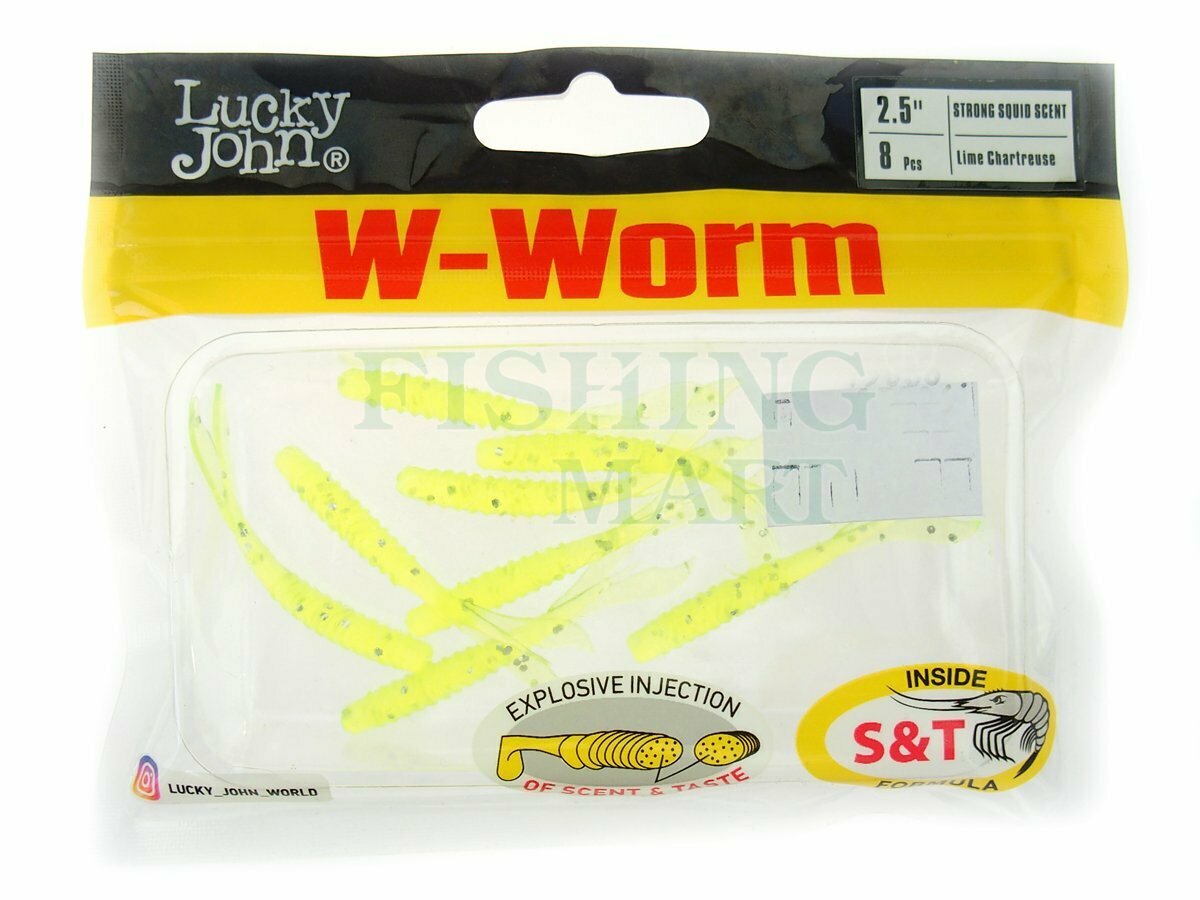 Lucky
John®
2.5"
STRONG SQUID SCENT
8 Pcs
Lime Chartreuse
W-Worm
FISHING
MART
EXPLOSIVE INJECTION
OF SCENT & TASTE
INSIDE
S&T
FORMULA
LUCKY_JOHN_WORLD